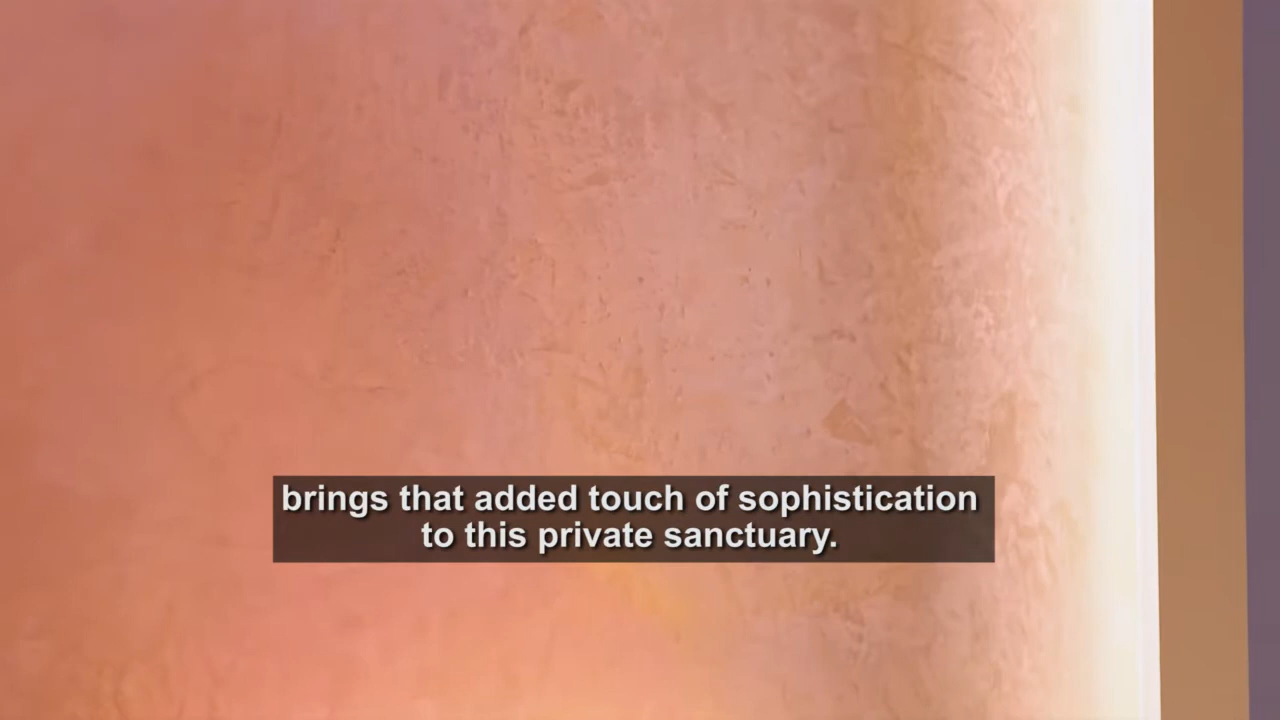 brings that added touch of sophistication
to this private sanctuary.